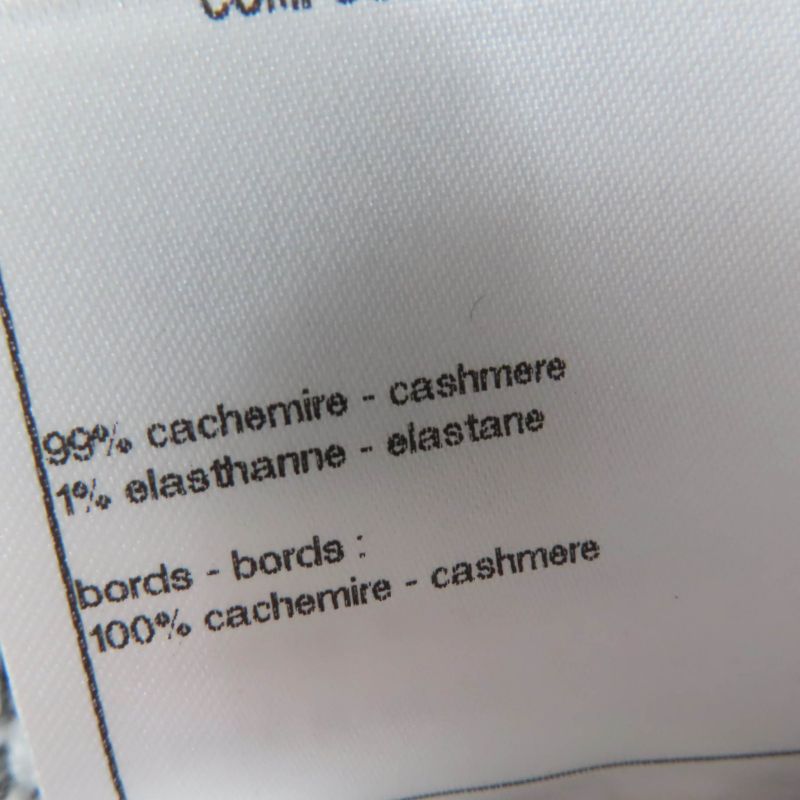 99% cachemire - cashmere
1% elasthanne - elastane
bords - bords :
100% cachemire - cashmere